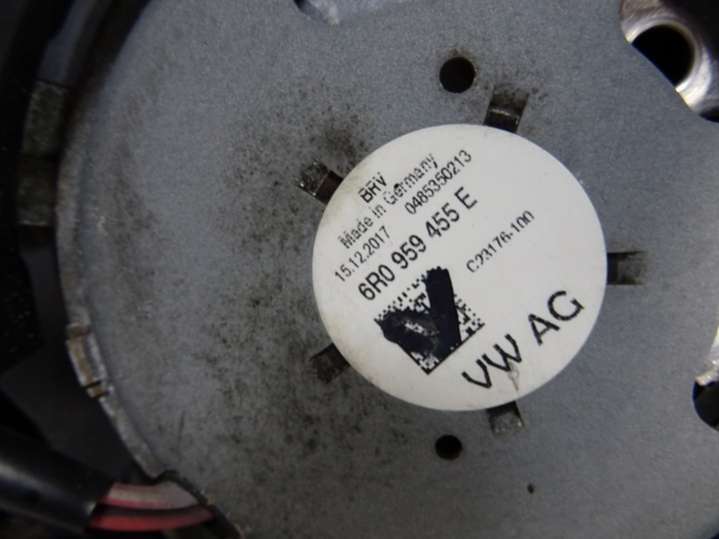 BRV
Made in Germany
15.12.2017 0485350213
6R0 959 455 E
C23176-100
VW AG